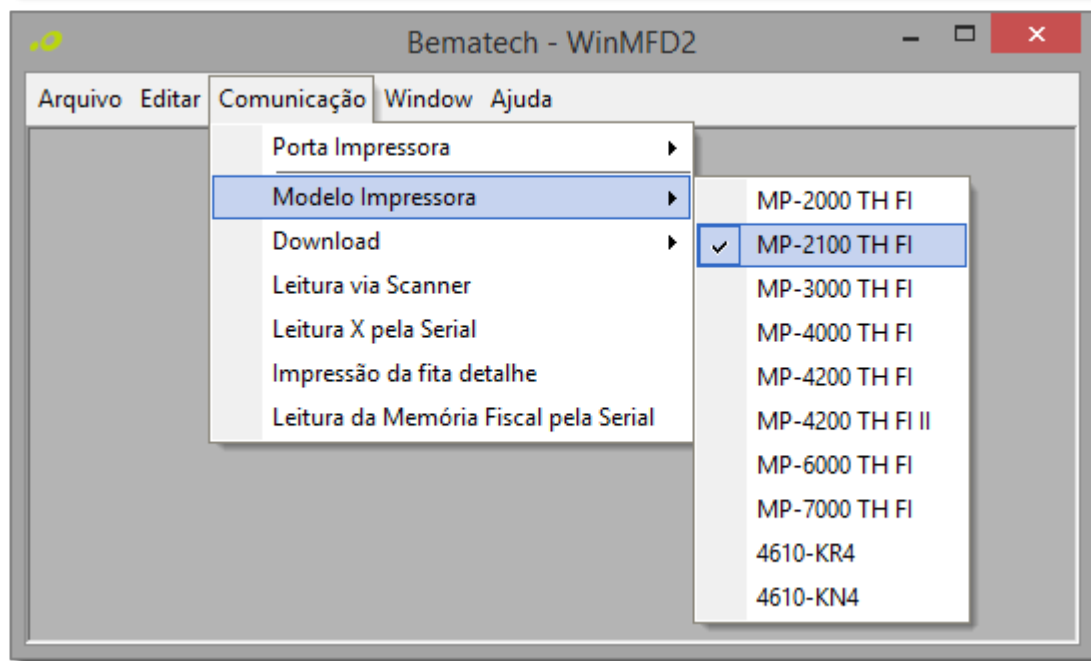 Bematech - WinMFD2
Arquivo Editar Comunicação Window Ajuda
Porta Impressora
Modelo Impressora
Download
Leitura via Scanner
Leitura X pela Serial
Impressão da fita detalhe
Leitura da Memória Fiscal pela Serial
MP-2000 TH FI
MP-2100 TH FI
MP-3000 TH FI
MP-4000 TH FI
MP-4200 TH FI
MP-4200 TH FI II
MP-6000 TH FI
MP-7000 TH FI
4610-KR4
4610-KN4